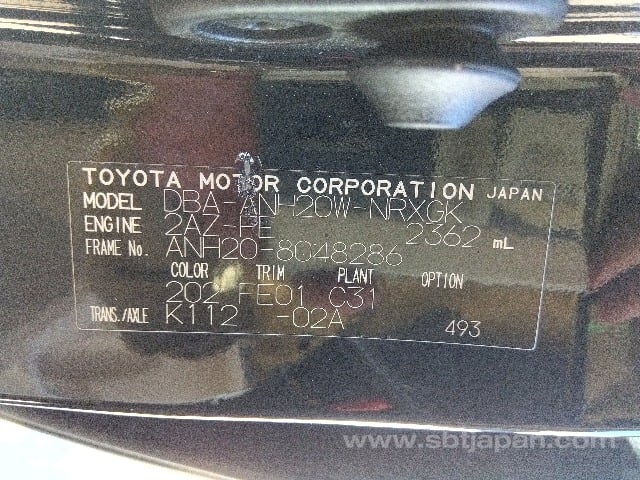 TOYOTA MOTOR CORPORATION JAPAN
MODEL DBA-ANH20W-NRXGK
ENGINE 2AZ-FE 2362 mL
FRAME No. ANH20-8048286
COLOR TRIM PLANT OPTION
202 FE01 C31
TRANS./AXLE K112 -02A 493
www.sbtjapan.com